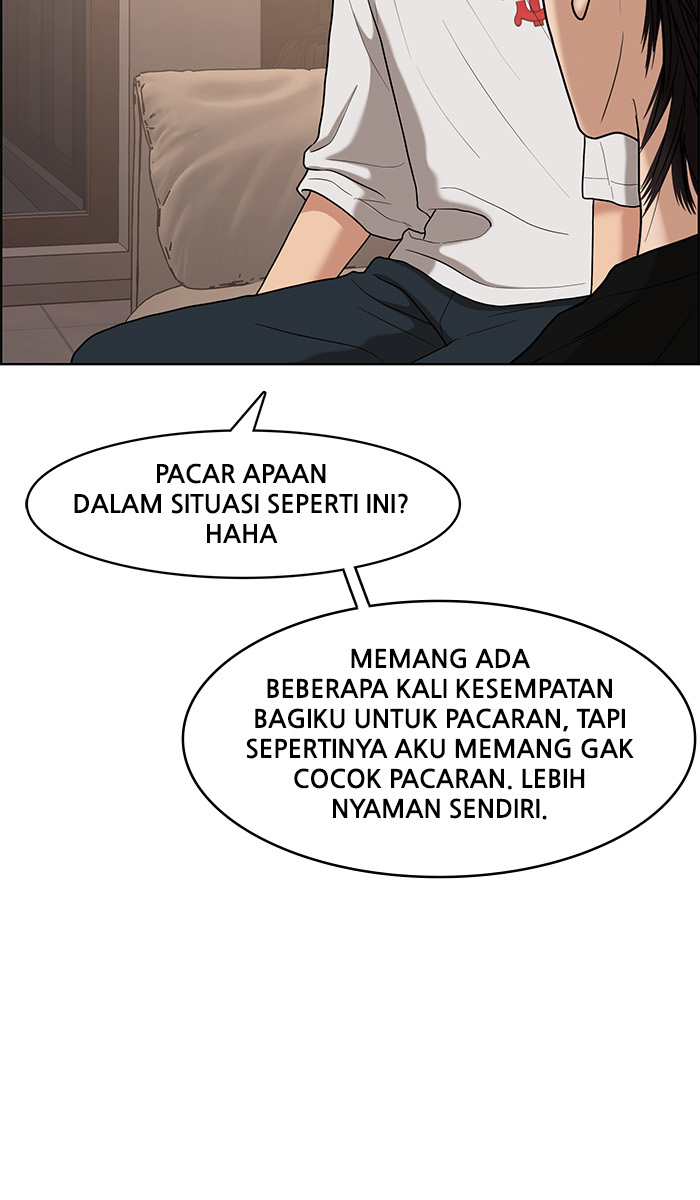 PACAR APAAN
DALAM SITUASI SEPERTI INI?
HAHA
MEMANG ADA
BEBERAPA KALI KESEMPATAN
BAGIKU UNTUK PACARAN, TAPI
SEPERTINYA AKU MEMANG GAK
COCOK PACARAN. LEBIH
NYAMAN SENDIRI.